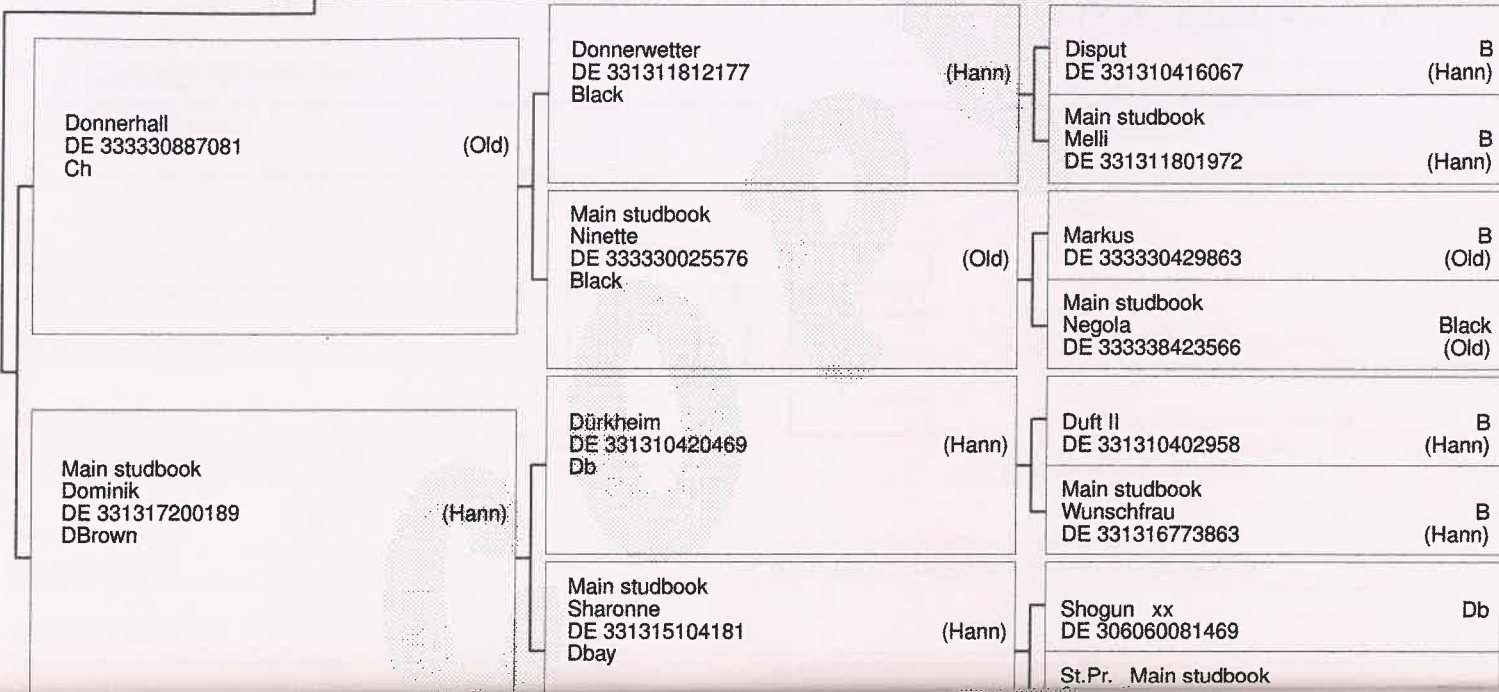 Donnerhall
DE 333330887081 (Old)
Ch
Main studbook
Dominik
DE 331317200189 (Hann)
DBrown
Donnerwetter
DE 331311812177 (Hann)
Black
Main studbook
Ninette
DE 333330025576 (Old)
Black
Dürkheim
DE 331310420469 (Hann)
Db
Main studbook
Sharonne
DE 331315104181 (Hann)
Dbay
Disput B
DE 331310416067 (Hann)
Main studbook
Melli B
DE 331311801972 (Hann)
Markus B
DE 333330429863 (Old)
Main studbook
Negola Black
DE 333338423566 (Old)
Duft II B
DE 331310402958 (Hann)
Main studbook
Wunschfrau B
DE 331316773863 (Hann)
Shogun xx Db
DE 306060081469
St.Pr. Main studbook